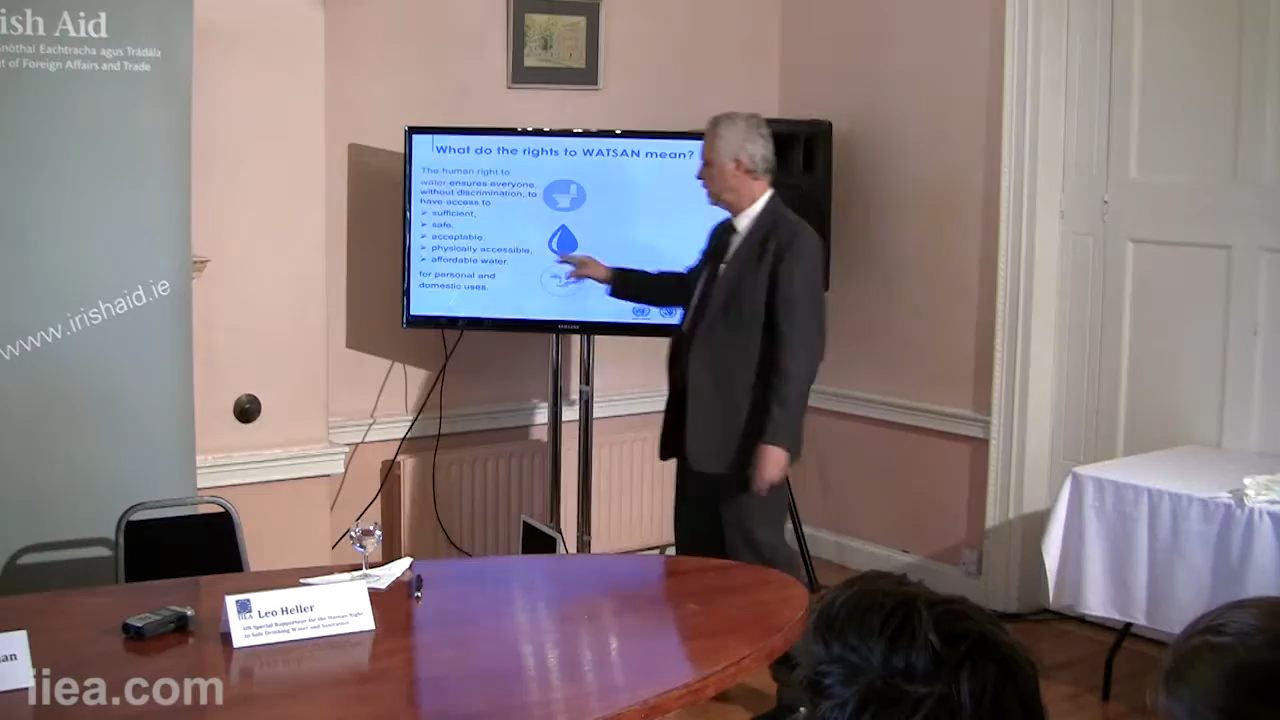 ish Aid
nóthaí Eachtracha agus Trádála
t of Foreign Affairs and Trade
www.irishaid.ie
What do the rights to WATSAN mean?
The human right to
water ensures everyone,
without discrimination, to
have access to
➢ sufficient,
➢ safe,
➢ acceptable,
➢ physically accessible,
➢ affordable water.
for personal and
domestic uses.
SAMSUNG
IIEA
Leo Heller
UN Special Rapporteur for the Human Right
to Safe Drinking Water and Sanitation
an
iiea.com